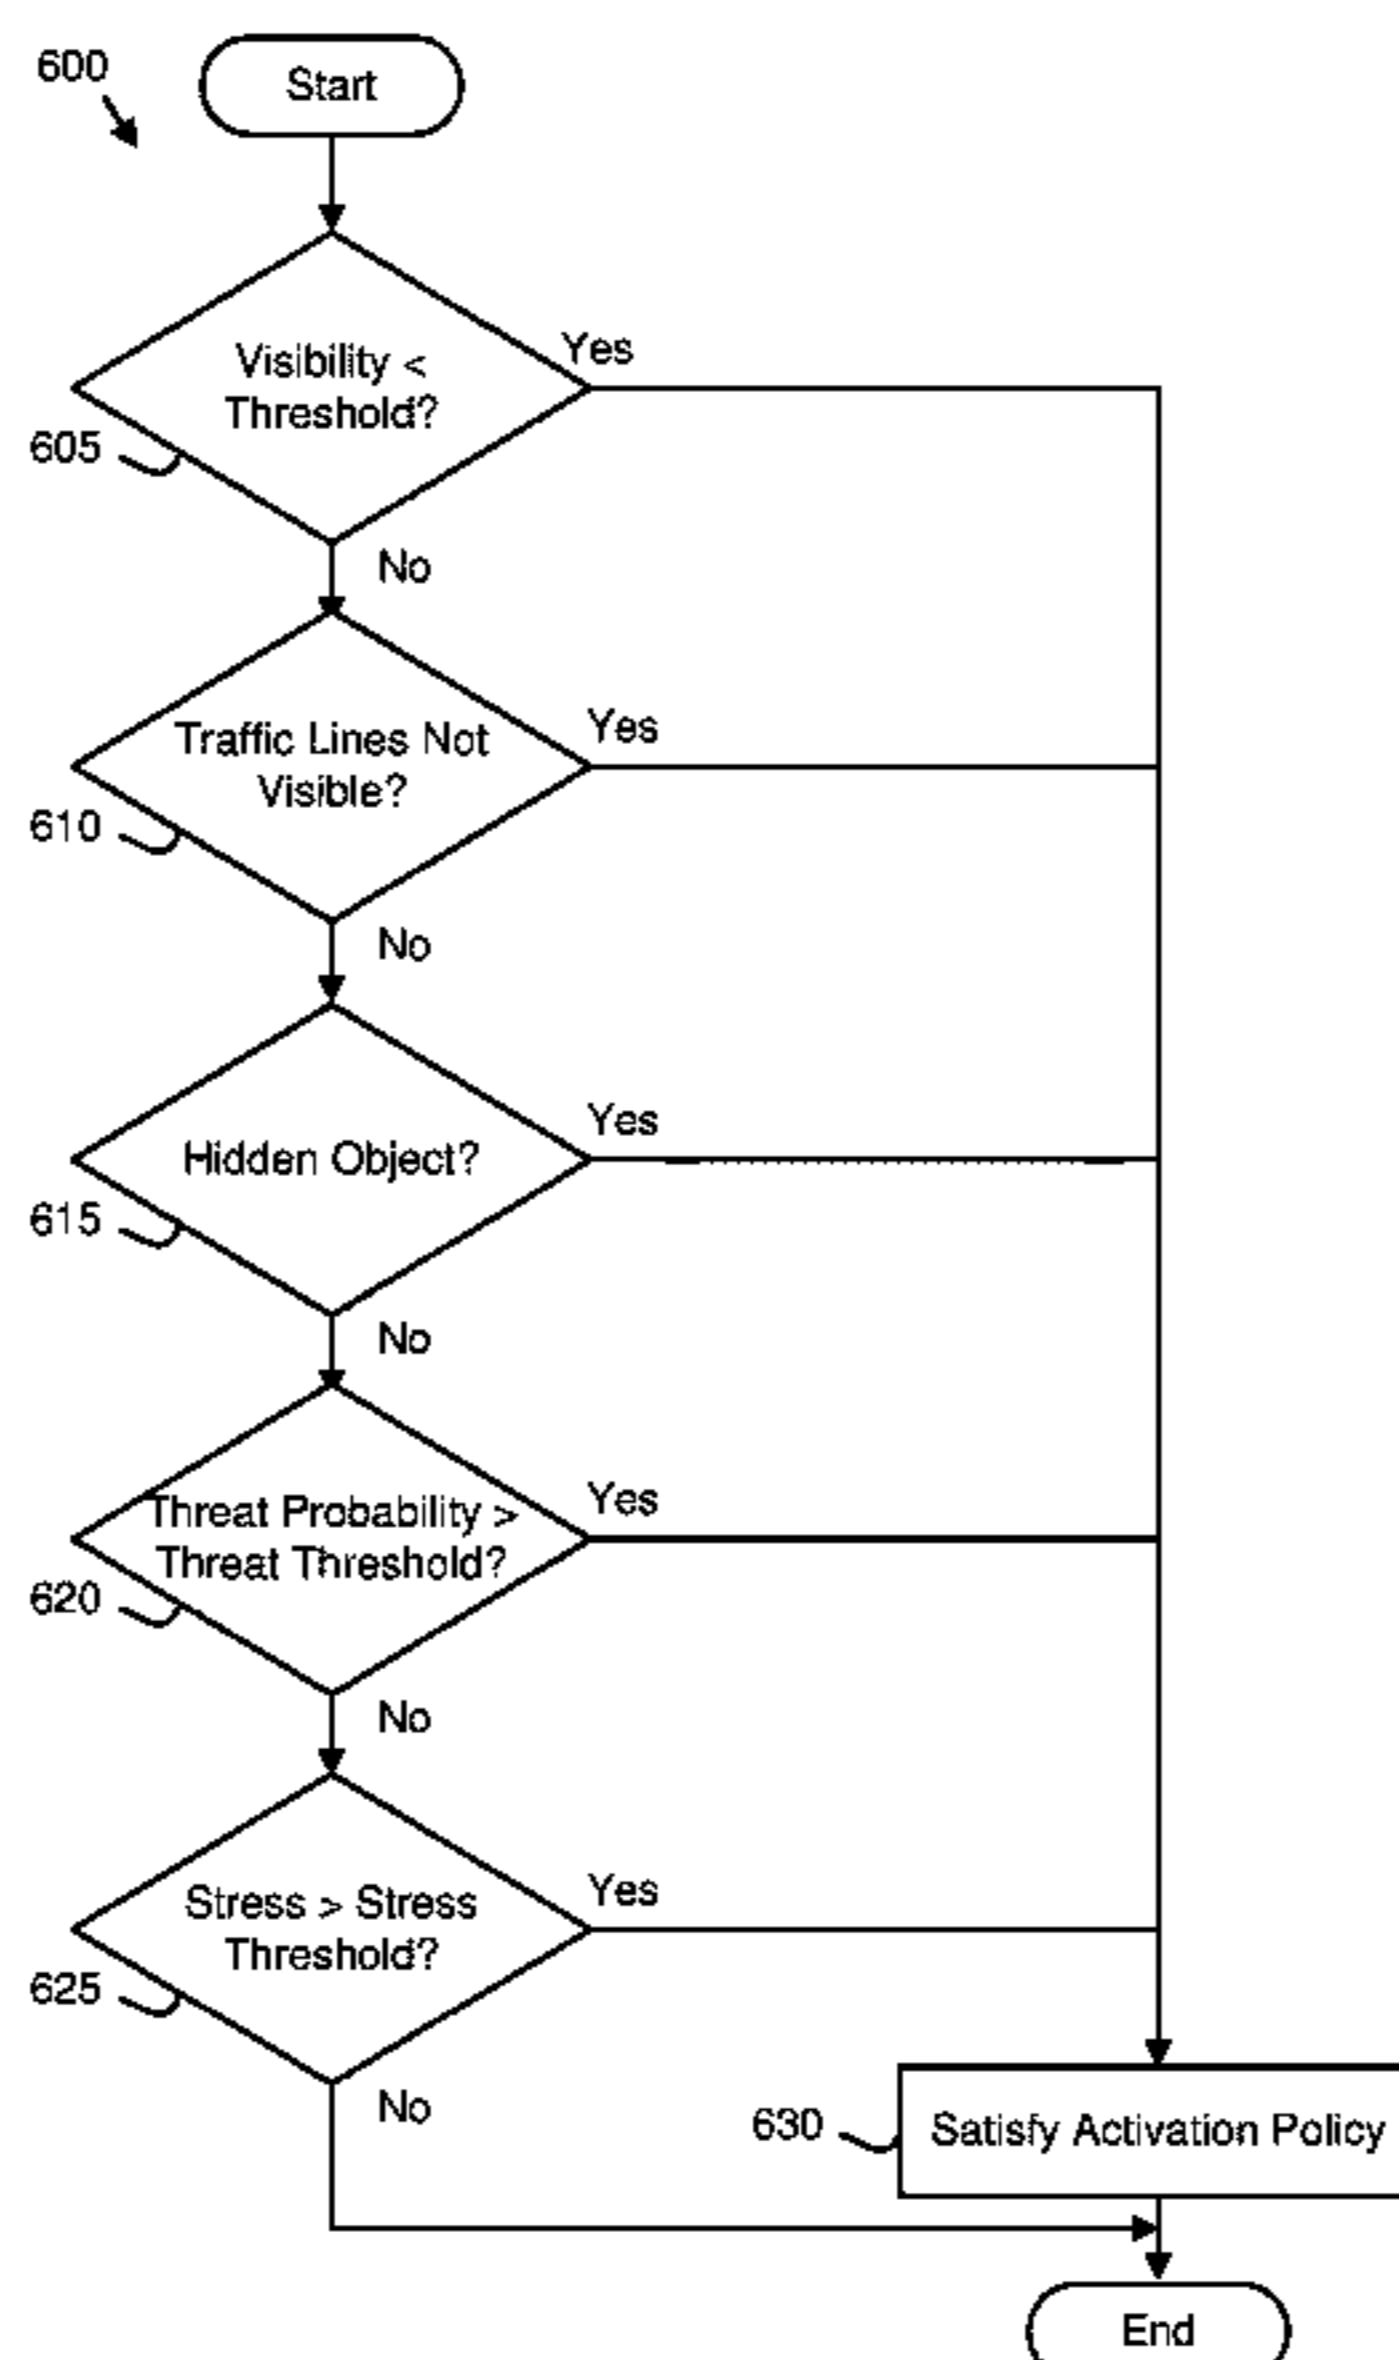 600
Start
Visibility <
Threshold?
Yes
605
No
Traffic Lines Not
Visible?
Yes
610
No
Hidden Object?
Yes
615
No
Threat Probability >
Threat Threshold?
Yes
620
No
Stress > Stress
Threshold?
Yes
625
No
630
Satisfy Activation Policy
End